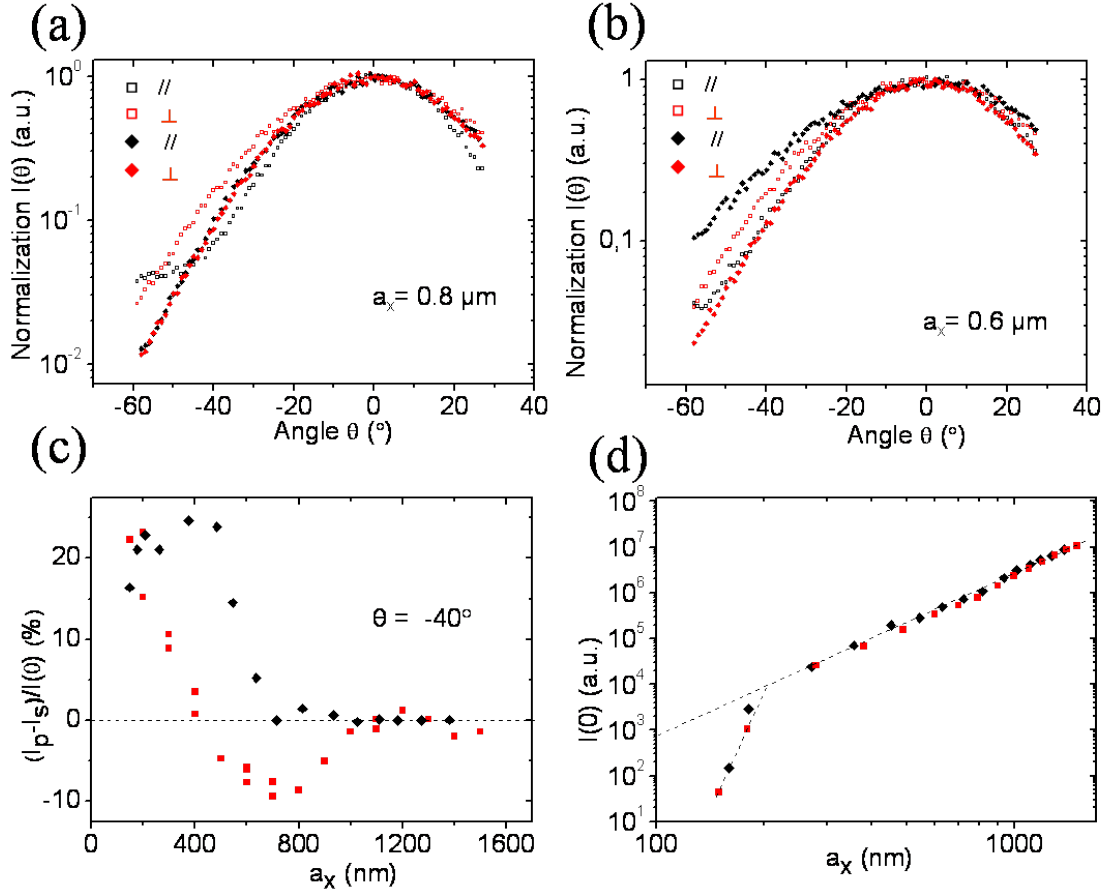 (a)
Normalization I(θ) (a.u.)
10^0
10^-1
10^-2
//
⊥
//
⊥
a_x= 0.8 µm
-60 -40 -20 0 20 40
Angle θ (°)
(b)
Normalization I(θ) (a.u.)
1
0,1
//
⊥
//
⊥
a_x= 0.6 µm
-60 -40 -20 0 20 40
Angle θ (°)
(c)
(I_p-I_s)/I(0) (%)
20
10
0
-10
θ = -40°
0 400 800 1200 1600
a_x (nm)
(d)
I(0) (a.u.)
10^8
10^7
10^6
10^5
10^4
10^3
10^2
10^1
100 1000
a_x (nm)